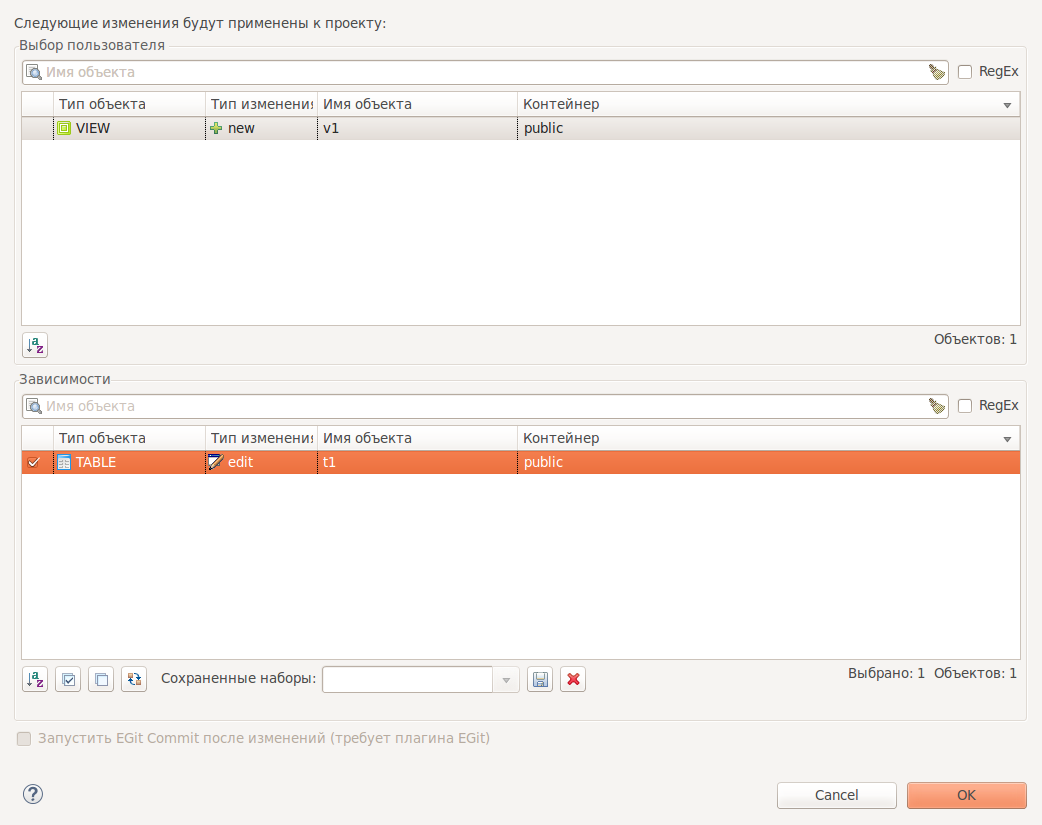 Следующие изменения будут применены к проекту:
Выбор пользователя
Имя объекта RegEx
Тип объекта Тип изменения Имя объекта Контейнер
VIEW new v1 public
Объектов: 1
Зависимости
Имя объекта RegEx
Тип объекта Тип изменения Имя объекта Контейнер
TABLE edit t1 public
Сохраненные наборы: Выбрано: 1 Объектов: 1
Запустить EGit Commit после изменений (требует плагина EGit)
? Cancel OK